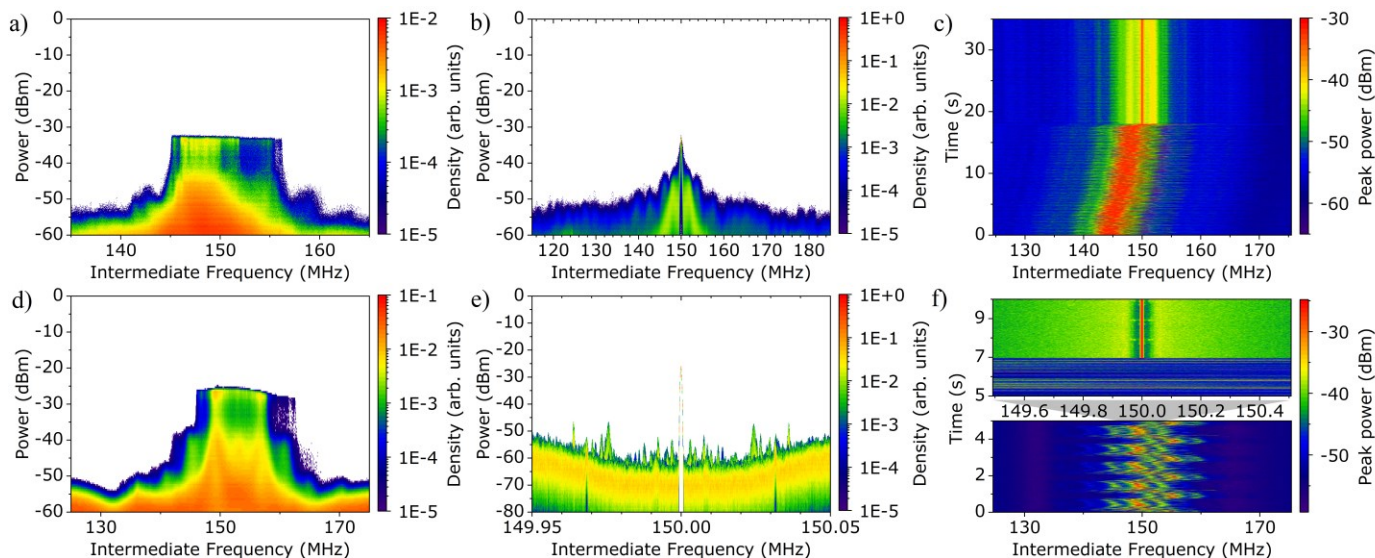 a)
0
-10
-20
-30
-40
-50
-60
Power (dBm)
140 150 160
Intermediate Frequency (MHz)
1E-2
1E-3
1E-4
1E-5
Density (arb. units)
b)
0
-10
-20
-30
-40
-50
-60
Power (dBm)
120 130 140 150 160 170 180
Intermediate Frequency (MHz)
1E+0
1E-1
1E-2
1E-3
1E-4
1E-5
Density (arb. units)
c)
30
20
10
0
Time (s)
130 140 150 160 170
Intermediate Frequency (MHz)
-30
-40
-50
-60
Peak power (dBm)
d)
0
-10
-20
-30
-40
-50
-60
Power (dBm)
130 150 170
Intermediate Frequency (MHz)
1E-1
1E-2
1E-3
1E-4
1E-5
Density (arb. units)
e)
0
-10
-20
-30
-40
-50
-60
-70
-80
Power (dBm)
149.95 150.00 150.05
Intermediate Frequency (MHz)
1E+0
1E-1
1E-2
1E-3
1E-4
1E-5
Density (arb. units)
f)
9
7
5
149.6 149.8 150.0 150.2 150.4
4
2
0
Time (s)
130 150 170
Intermediate Frequency (MHz)
-30
-40
-50
Peak power (dBm)